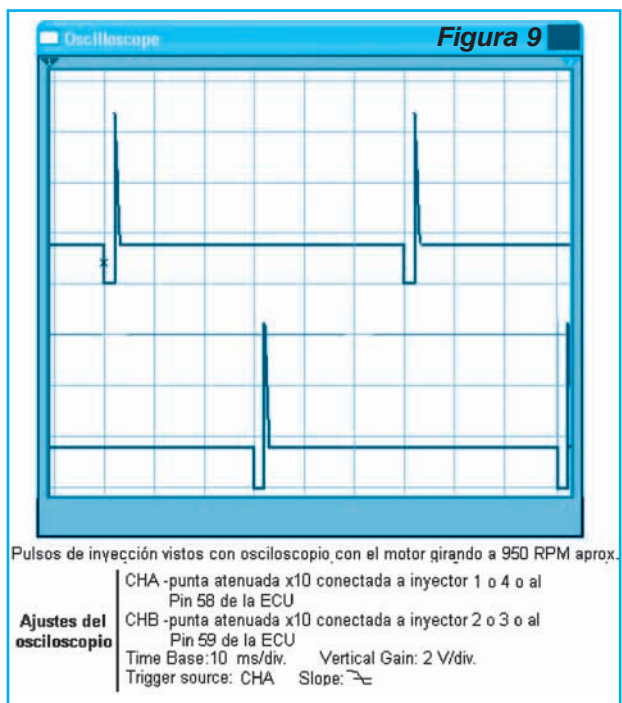 Oscilloscope
Figura 9
Pulsos de inyección vistos con osciloscopio con el motor girando a 950 RPM aprox.
Ajustes del osciloscopio
CHA -punta atenuada x10 conectada a inyector 1 o 4 o al
Pin 58 de la ECU
CHB -punta atenuada x10 conectada a inyector 2 o 3 o al
Pin 59 de la ECU
Time Base:10 ms/div. Vertical Gain: 2 V/div.
Trigger source: CHA Slope: